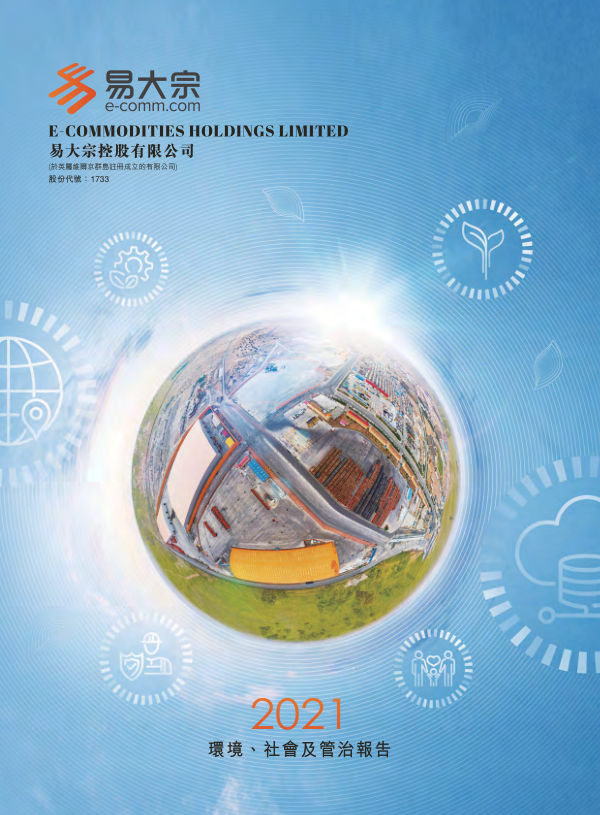 易大宗
e-comm.com
E-COMMODITIES HOLDINGS LIMITED
易大宗控股有限公司
(於英屬維爾京群島註冊成立的有限公司)
股份代號：1733
2021
環境、社會及管治報告